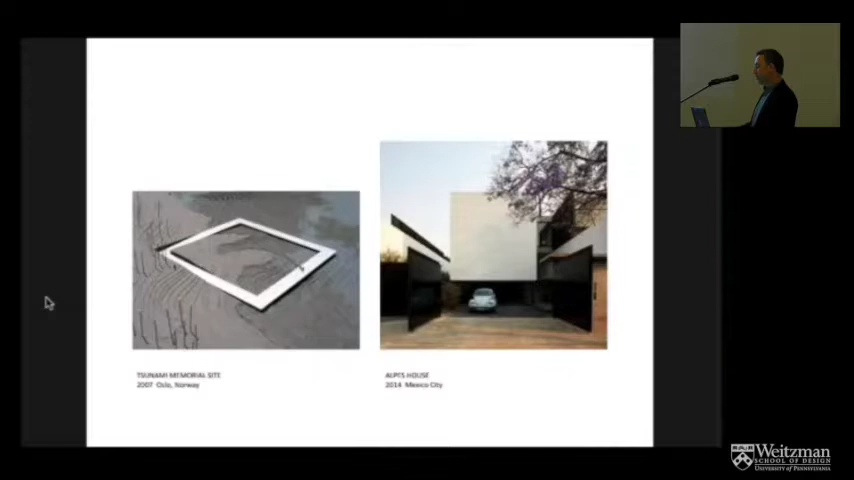 TSUNAMI MEMORIAL SITE
2007 Oslo, Norway
ALPES HOUSE
2014 Mexico City
Weitzman
SCHOOL OF DESIGN
UNIVERSITY OF PENNSYLVANIA